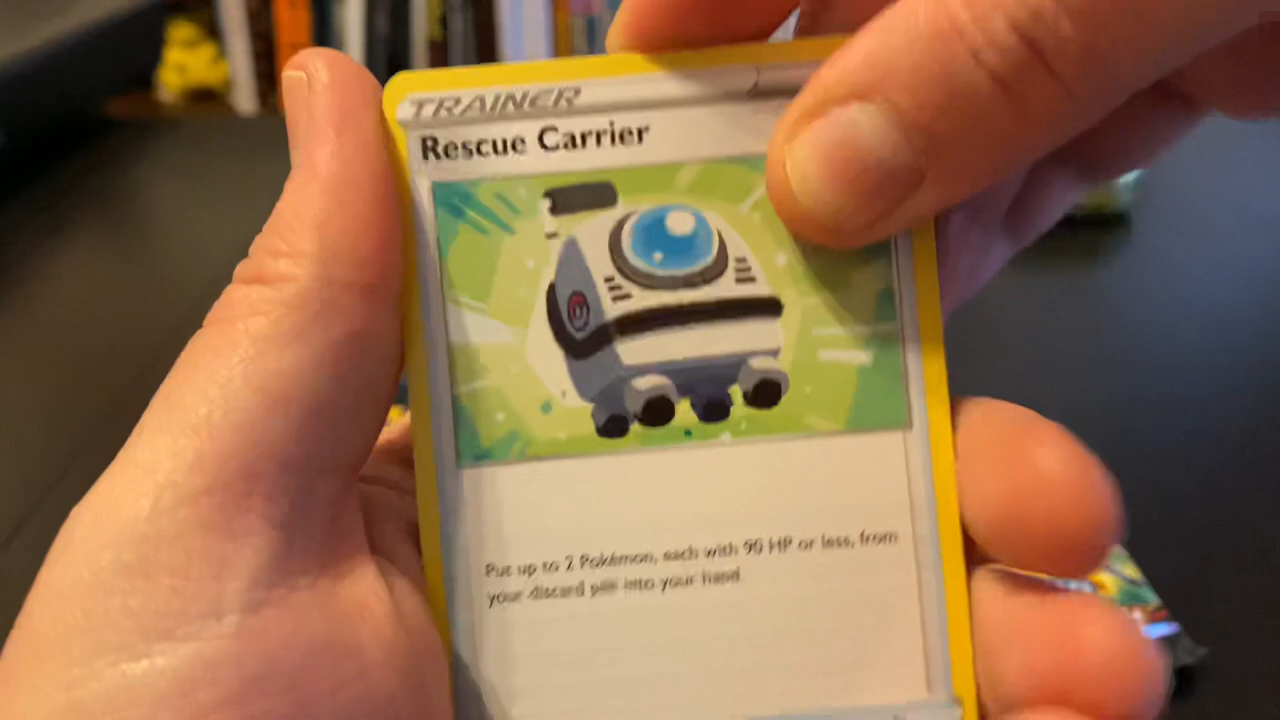 TRAINER
Rescue Carrier
Put up to 2 Pokémon, each with 90 HP or less, from
your discard pile into your hand.